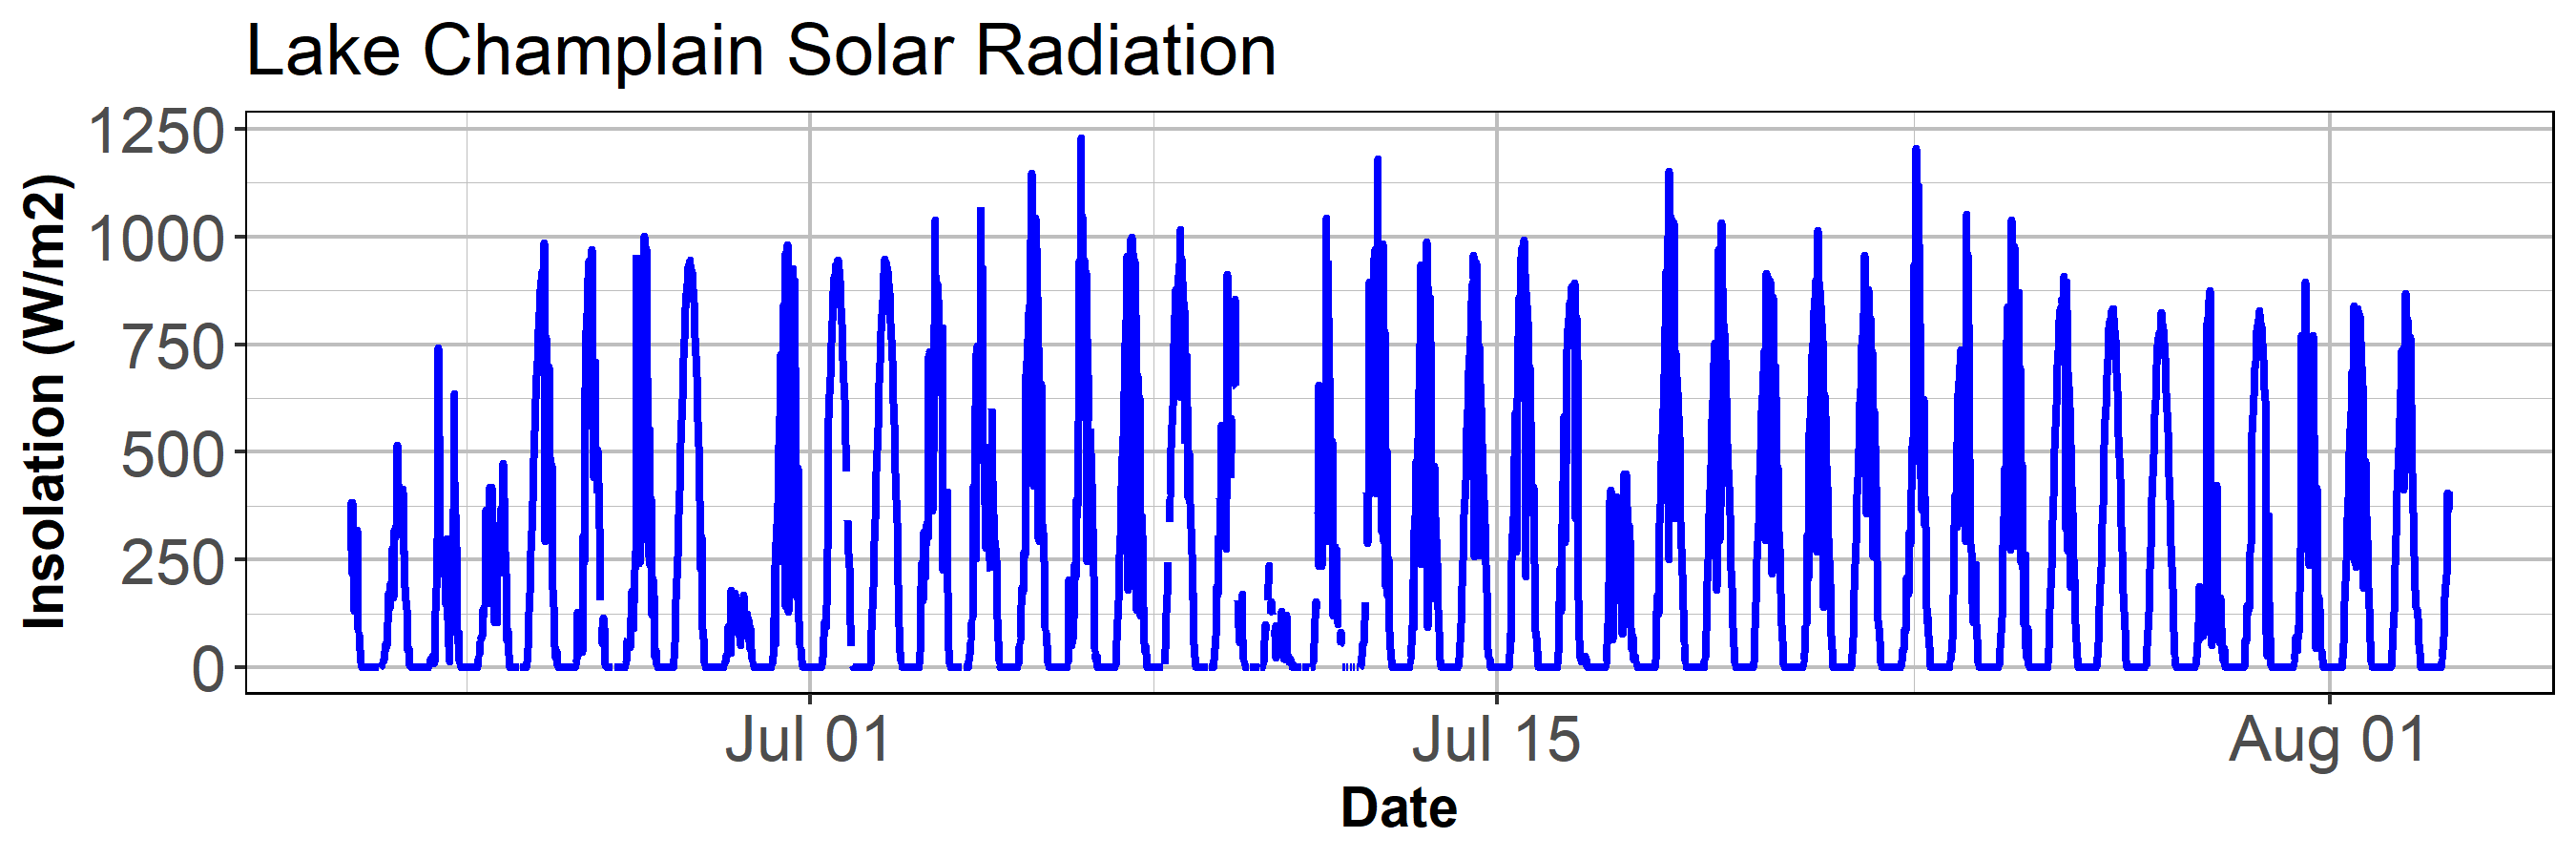 Lake Champlain Solar Radiation
Insolation (W/m2)
1250
1000
750
500
250
0
Jul 01 Jul 15 Aug 01
Date